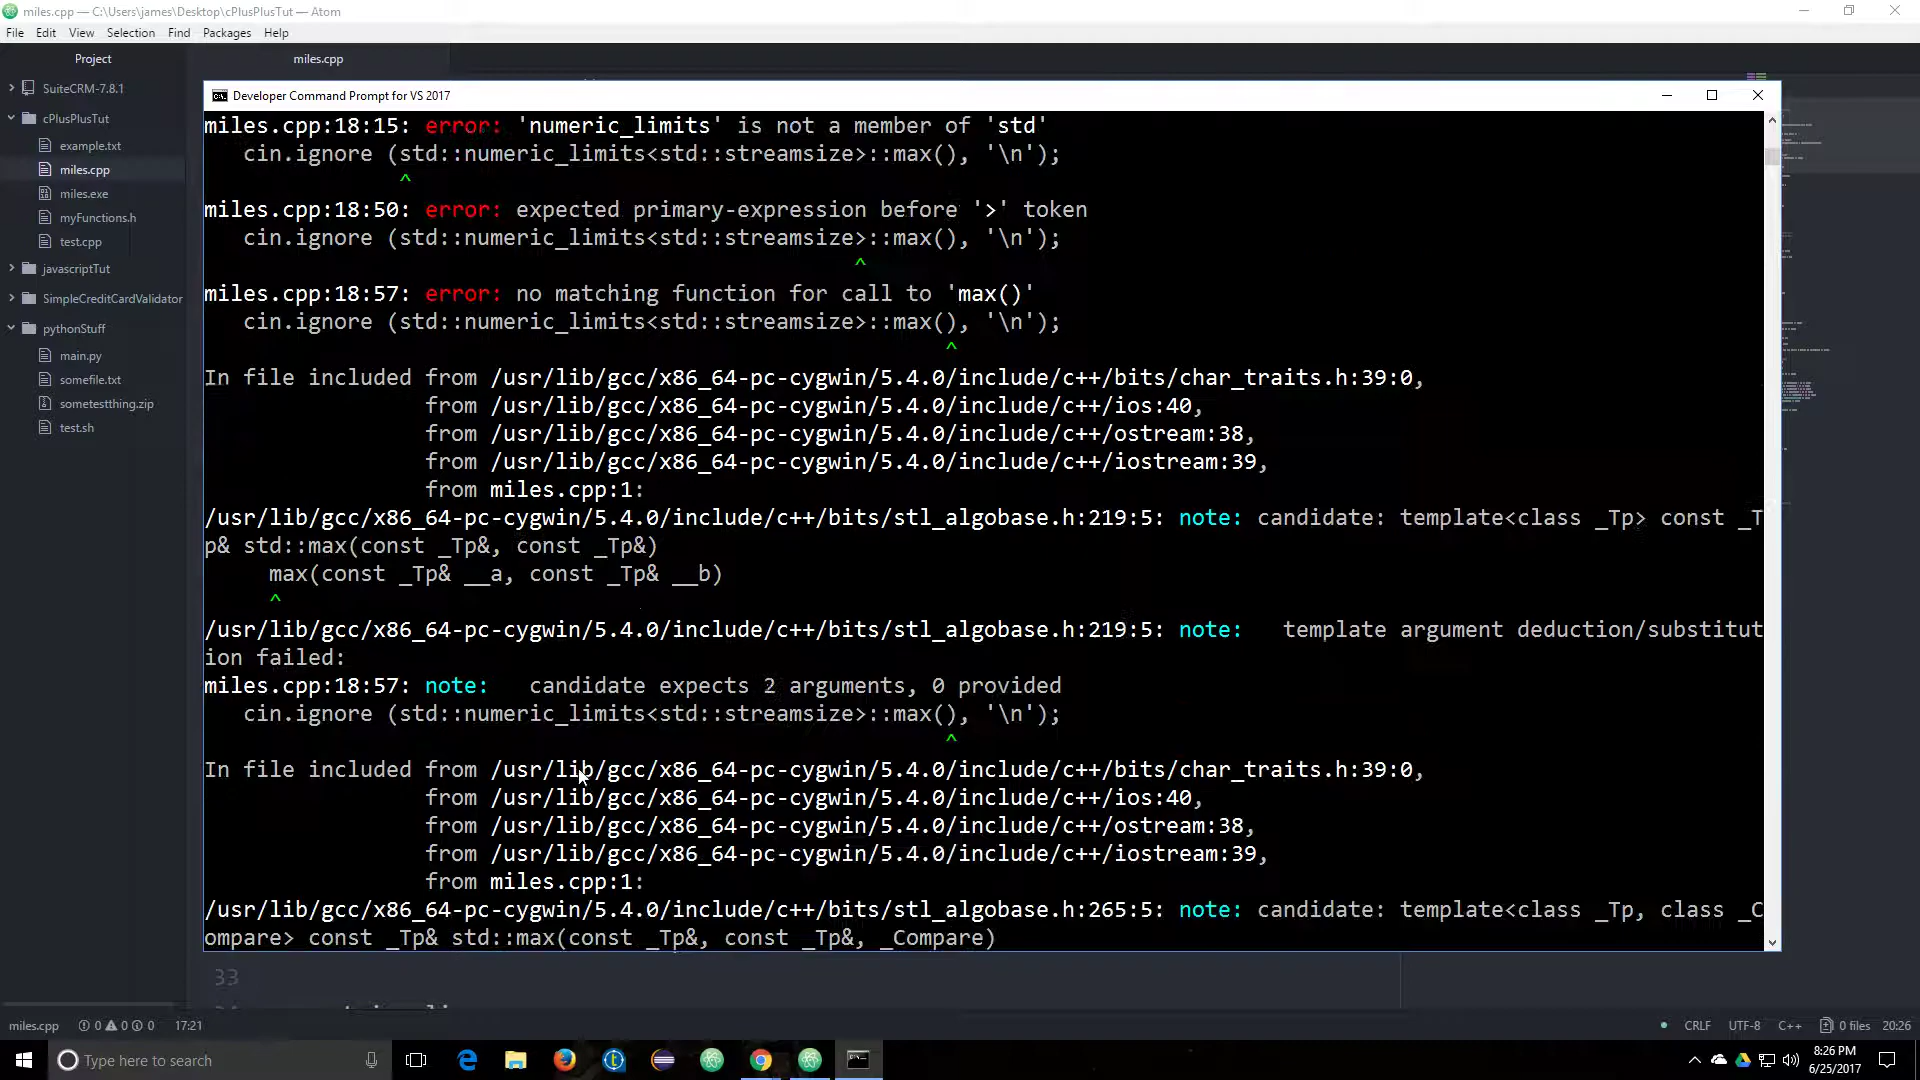 miles.cpp — C:\Users\james\Desktop\cPlusPlusTut — Atom
File Edit View Selection Find Packages Help
Project
miles.cpp
SuiteCRM-7.8.1
cPlusPlusTut
example.txt
miles.cpp
miles.exe
myFunctions.h
test.cpp
javascriptTut
SimpleCreditCardValidator
pythonStuff
main.py
somefile.txt
sometestthing.zip
test.sh
Developer Command Prompt for VS 2017
miles.cpp:18:15: error: 'numeric_limits' is not a member of 'std'
cin.ignore (std::numeric_limits<std::streamsize>::max(), '\n');
^
miles.cpp:18:50: error: expected primary-expression before '>' token
cin.ignore (std::numeric_limits<std::streamsize>::max(), '\n');
^
miles.cpp:18:57: error: no matching function for call to 'max()'
cin.ignore (std::numeric_limits<std::streamsize>::max(), '\n');
^
In file included from /usr/lib/gcc/x86_64-pc-cygwin/5.4.0/include/c++/bits/char_traits.h:39:0,
from /usr/lib/gcc/x86_64-pc-cygwin/5.4.0/include/c++/ios:40,
from /usr/lib/gcc/x86_64-pc-cygwin/5.4.0/include/c++/ostream:38,
from /usr/lib/gcc/x86_64-pc-cygwin/5.4.0/include/c++/iostream:39,
from miles.cpp:1:
/usr/lib/gcc/x86_64-pc-cygwin/5.4.0/include/c++/bits/stl_algobase.h:219:5: note: candidate: template<class _Tp> const _T
p& std::max(const _Tp&, const _Tp&)
max(const _Tp& __a, const _Tp& __b)
^
/usr/lib/gcc/x86_64-pc-cygwin/5.4.0/include/c++/bits/stl_algobase.h:219:5: note:   template argument deduction/substitut
ion failed:
miles.cpp:18:57: note:   candidate expects 2 arguments, 0 provided
cin.ignore (std::numeric_limits<std::streamsize>::max(), '\n');
^
In file included from /usr/lib/gcc/x86_64-pc-cygwin/5.4.0/include/c++/bits/char_traits.h:39:0,
from /usr/lib/gcc/x86_64-pc-cygwin/5.4.0/include/c++/ios:40,
from /usr/lib/gcc/x86_64-pc-cygwin/5.4.0/include/c++/ostream:38,
from /usr/lib/gcc/x86_64-pc-cygwin/5.4.0/include/c++/iostream:39,
from miles.cpp:1:
/usr/lib/gcc/x86_64-pc-cygwin/5.4.0/include/c++/bits/stl_algobase.h:265:5: note: candidate: template<class _Tp, class _C
ompare> const _Tp& std::max(const _Tp&, const _Tp&, _Compare)
33
miles.cpp 0 0 0 17:21 CRLF UTF-8 C++ 0 files 20:26
Type here to search
8:26 PM
6/25/2017